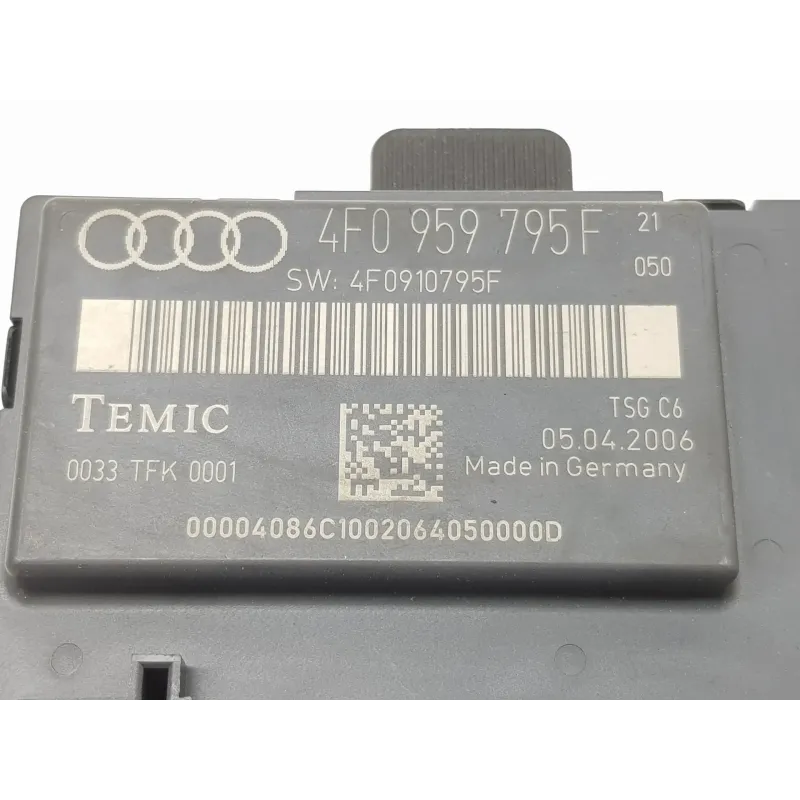 4F0 959 795F 21
050
SW: 4F0910795F
TEMIC
TSG C6
05.04.2006
0033 TFK 0001
Made in Germany
00004086C1002064050000D